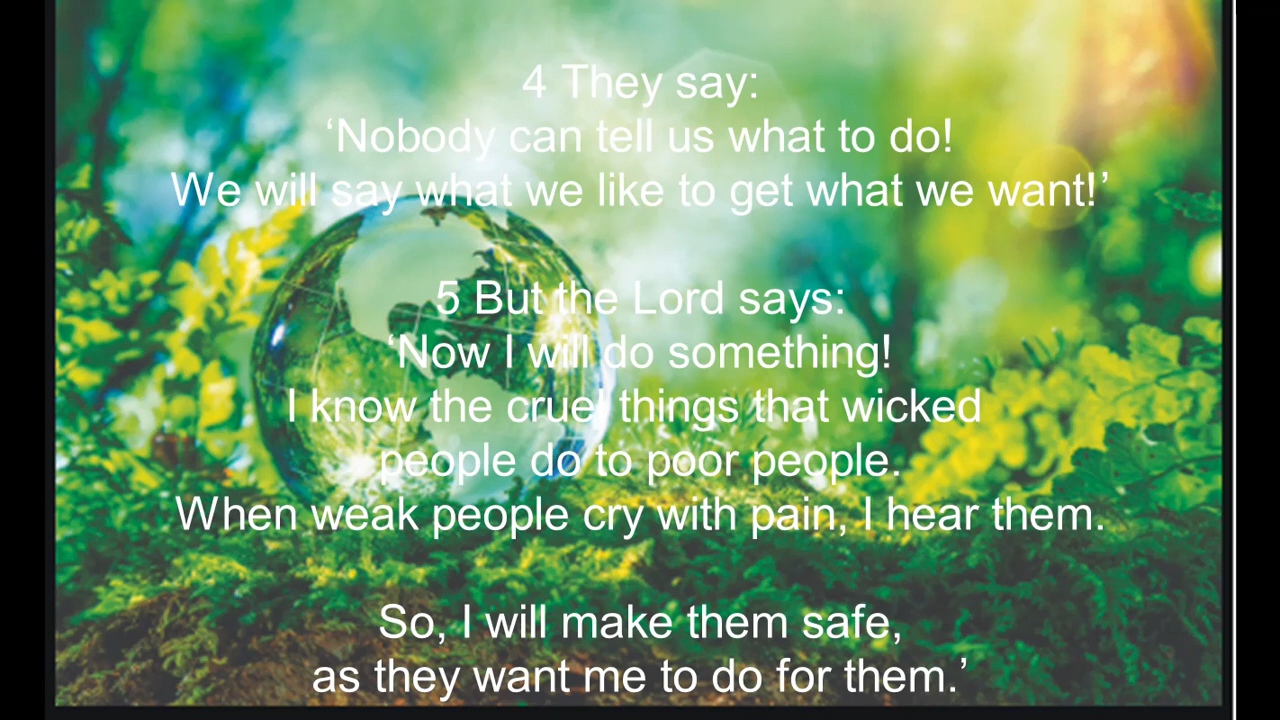 4 They say:
‘Nobody can tell us what to do!
We will say what we like to get what we want!’
5 But the Lord says:
‘Now I will do something!
I know the cruel things that wicked
people do to poor people.
When weak people cry with pain, I hear them.
So, I will make them safe,
as they want me to do for them.’